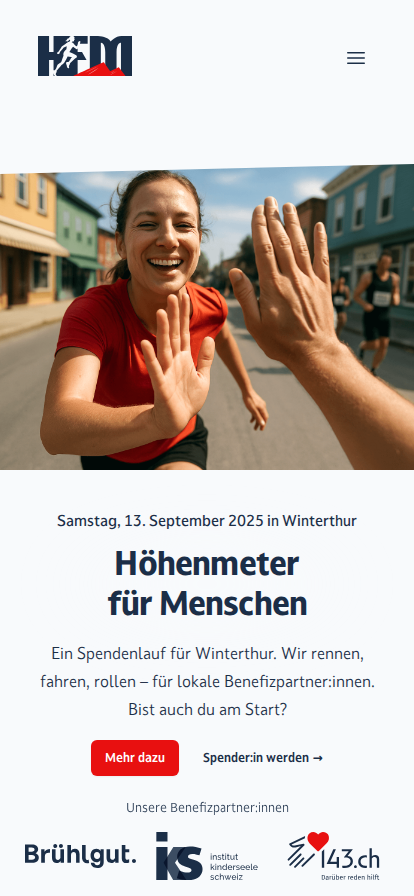 HFM
Samstag, 13. September 2025 in Winterthur
Höhenmeter
für Menschen
Ein Spendenlauf für Winterthur. Wir rennen,
fahren, rollen – für lokale Benefizpartner:innen.
Bist auch du am Start?
Mehr dazu
Spender:in werden →
Unsere Benefizpartner:innen
Brühlgut.
iks
institut
kinderseele
schweiz
143.ch
Darüber reden hilft.